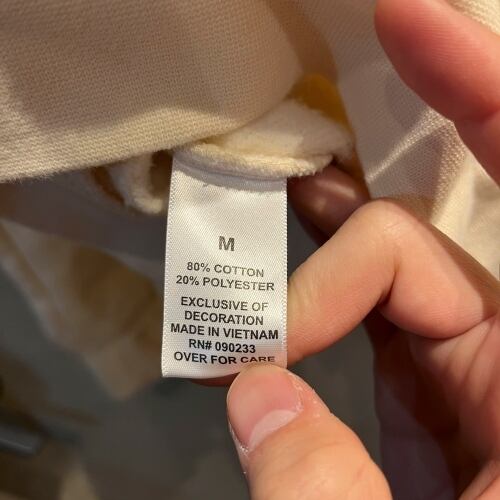 M
80% COTTON
20% POLYESTER
EXCLUSIVE OF
DECORATION
MADE IN VIETNAM
RN# 090233
OVER FOR CARE